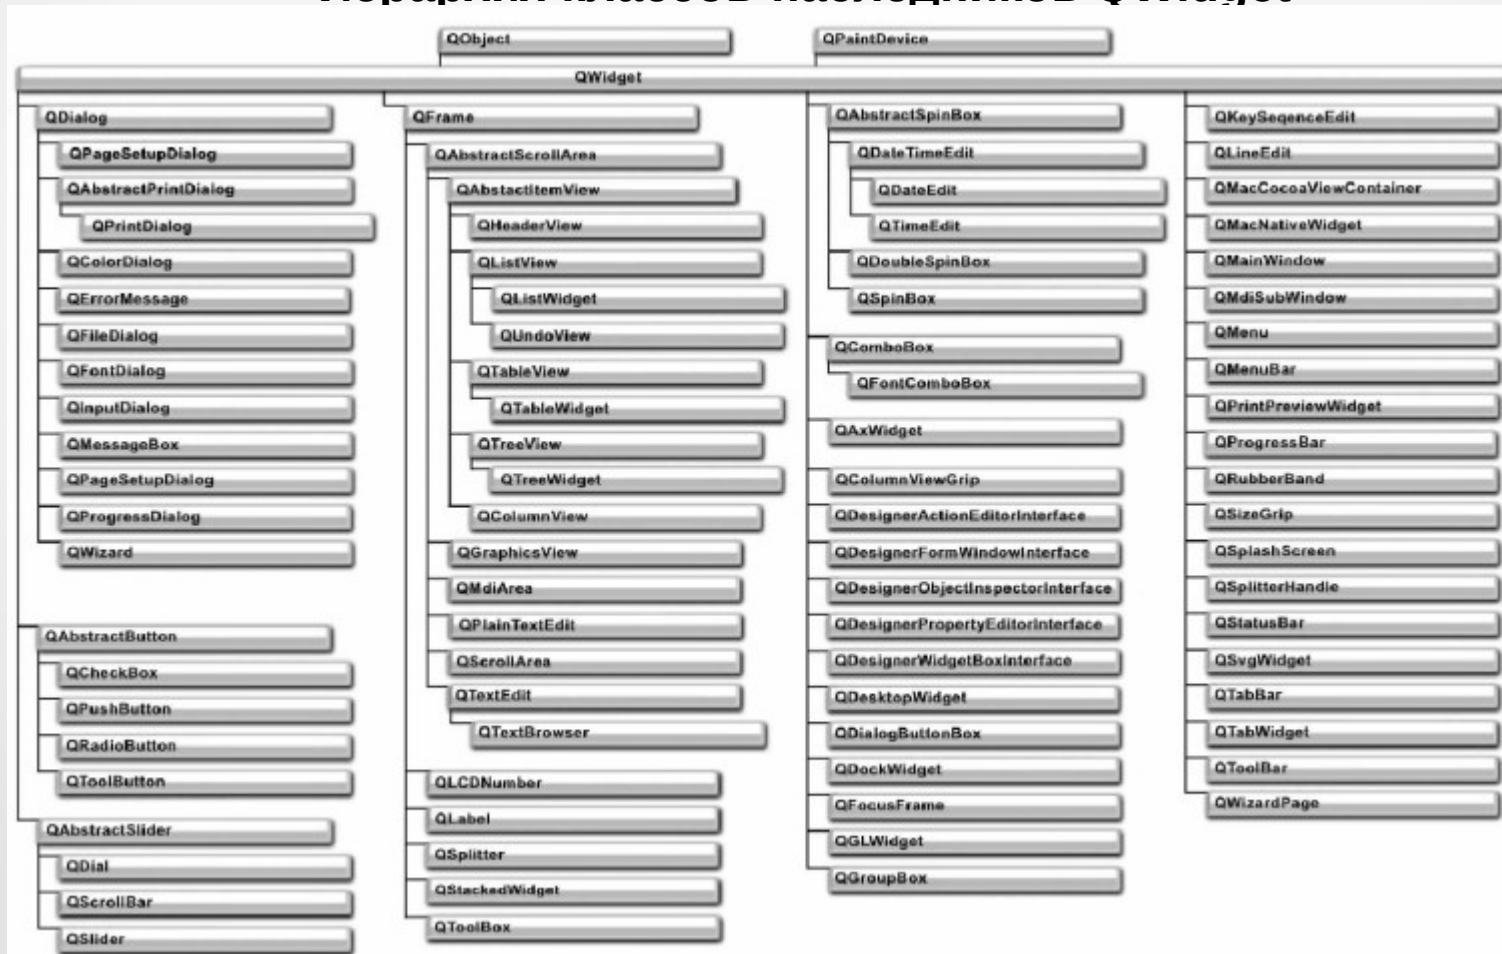 Иерархия классов наследников QWidget
QObject
QPaintDevice
QWidget
QDialog
QPageSetupDialog
QAbstractPrintDialog
QPrintDialog
QColorDialog
QErrorMessage
QFileDialog
QFontDialog
QInputDialog
QMessageBox
QPageSetupDialog
QProgressDialog
QWizard
QAbstractButton
QCheckBox
QPushButton
QRadioButton
QToolButton
QAbstractSlider
QDial
QScrollBar
QSlider
QFrame
QAbstractScrollArea
QAbstactItemView
QHeaderView
QListView
QListWidget
QUndoView
QTableView
QTableWidget
QTreeView
QTreeWidget
QColumnView
QGraphicsView
QMdiArea
QPlainTextEdit
QScrollArea
QTextEdit
QTextBrowser
QLCDNumber
QLabel
QSplitter
QStackedWidget
QToolBox
QAbstractSpinBox
QDateTimeEdit
QDateEdit
QTimeEdit
QDoubleSpinBox
QSpinBox
QComboBox
QFontComboBox
QAxWidget
QColumnViewGrip
QDesignerActionEditorInterface
QDesignerFormWindowInterface
QDesignerObjectInspectorInterface
QDesignerPropertyEditorInterface
QDesignerWidgetBoxInterface
QDesktopWidget
QDialogButtonBox
QDockWidget
QFocusFrame
QGLWidget
QGroupBox
QKeySeqenceEdit
QLineEdit
QMacCocoaViewContainer
QMacNativeWidget
QMainWindow
QMdiSubWindow
QMenu
QMenuBar
QPrintPreviewWidget
QProgressBar
QRubberBand
QSizeGrip
QSplashScreen
QSplitterHandle
QStatusBar
QSvgWidget
QTabBar
QTabWidget
QToolBar
QWizardPage